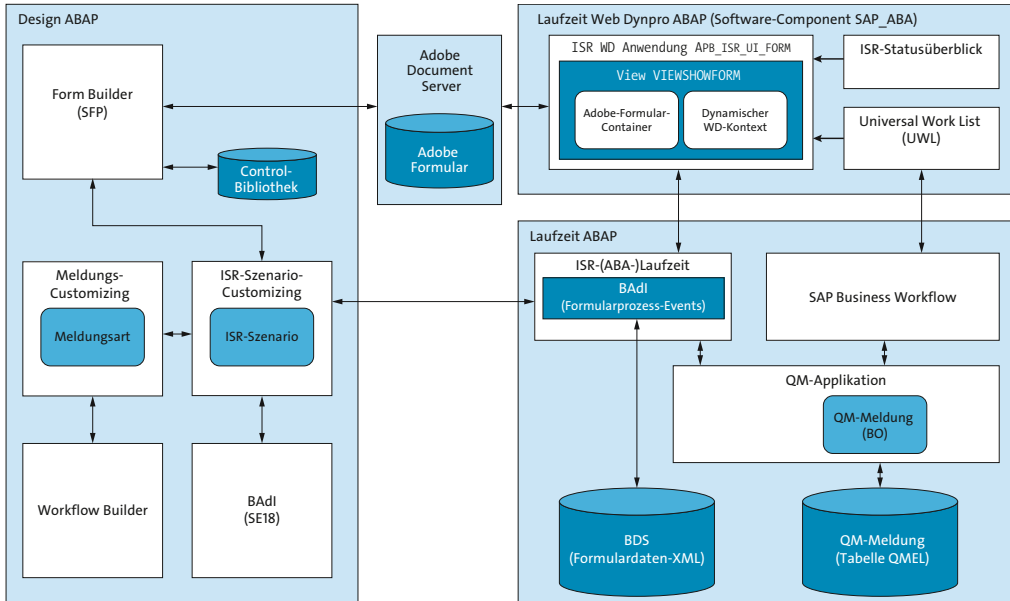 Design ABAP
Form Builder
(SFP)
Control-
Bibliothek
Meldungs-
Customizing
Meldungsart
ISR-Szenario-
Customizing
ISR-Szenario
Workflow Builder
BAdI
(SE18)
Adobe
Document
Server
Adobe
Formular
Laufzeit Web Dynpro ABAP (Software-Component SAP_ABA)
ISR WD Anwendung APB_ISR_UI_FORM
View VIEWSHOWFORM
Adobe-Formular-
Container
Dynamischer
WD-Kontext
ISR-Statusüberblick
Universal Work List
(UWL)
Laufzeit ABAP
ISR-(ABA-)Laufzeit
BAdI
(Formularprozess-Events)
SAP Business Workflow
QM-Applikation
QM-Meldung
(BO)
BDS
(Formulardaten-XML)
QM-Meldung
(Tabelle QMEL)